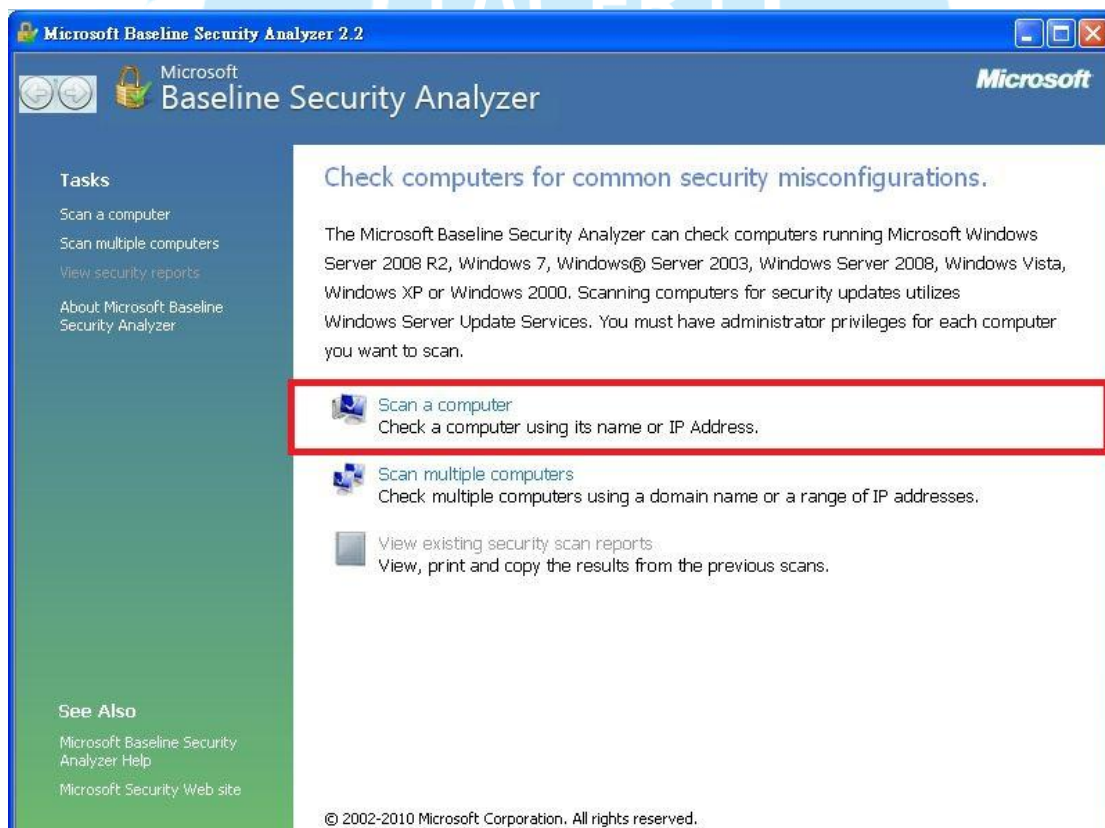 Microsoft Baseline Security Analyzer 2.2
Microsoft
Baseline Security Analyzer
Microsoft
Tasks
Scan a computer
Scan multiple computers
View security reports
About Microsoft Baseline
Security Analyzer
See Also
Microsoft Baseline Security
Analyzer Help
Microsoft Security Web site
Check computers for common security misconfigurations.
The Microsoft Baseline Security Analyzer can check computers running Microsoft Windows
Server 2008 R2, Windows 7, Windows® Server 2003, Windows Server 2008, Windows Vista,
Windows XP or Windows 2000. Scanning computers for security updates utilizes
Windows Server Update Services. You must have administrator privileges for each computer
you want to scan.
Scan a computer
Check a computer using its name or IP Address.
Scan multiple computers
Check multiple computers using a domain name or a range of IP addresses.
View existing security scan reports
View, print and copy the results from the previous scans.
© 2002-2010 Microsoft Corporation. All rights reserved.